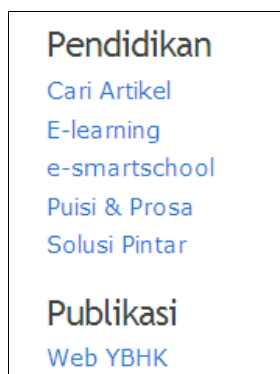 Pendidikan
Cari Artikel
E-learning
e-smartschool
Puisi & Prosa
Solusi Pintar
Publikasi
Web YBHK